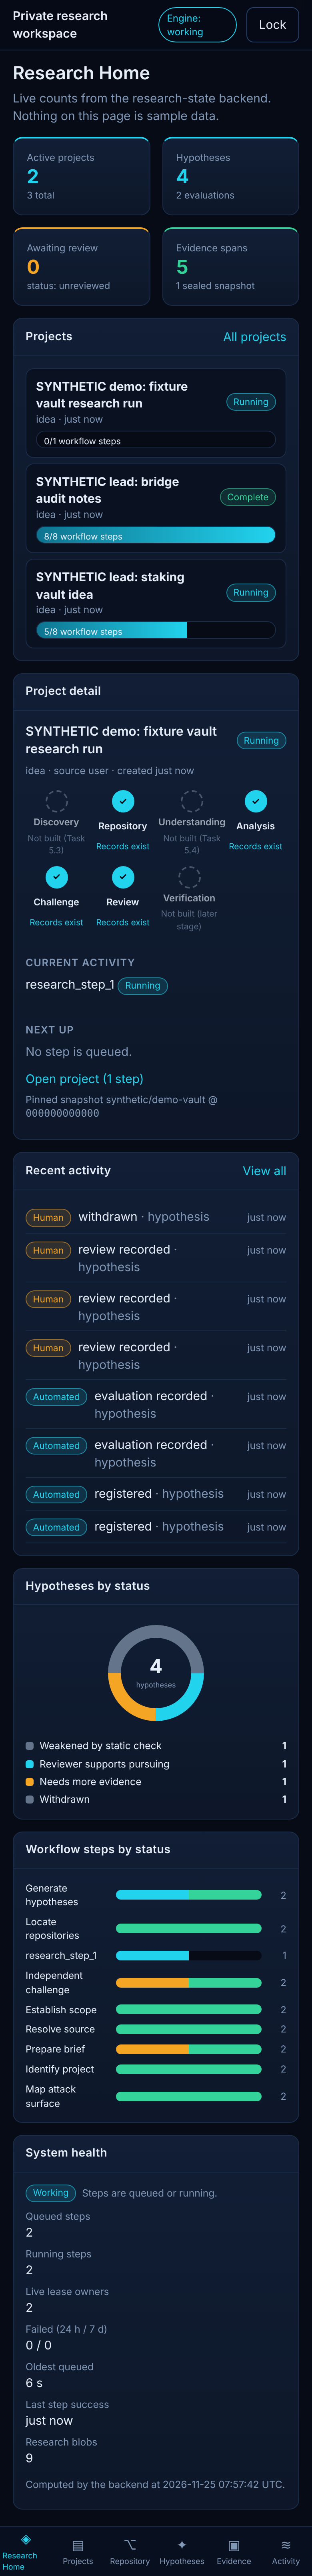 Private research
workspace
Engine:
working
Lock
Research Home
Live counts from the research-state backend.
Nothing on this page is sample data.
Active projects
2
3 total
Hypotheses
4
2 evaluations
Awaiting review
0
status: unreviewed
Evidence spans
5
1 sealed snapshot
Projects
All projects
SYNTHETIC demo: fixture
vault research run
idea · just now
Running
0/1 workflow steps
SYNTHETIC lead: bridge
audit notes
idea · just now
Complete
8/8 workflow steps
SYNTHETIC lead: staking
vault idea
idea · just now
Running
5/8 workflow steps
Project detail
SYNTHETIC demo: fixture vault
research run
Running
idea · source user · created just now
Discovery
Not built (Task
5.3)
Repository
Records exist
Understanding
Not built (Task
5.4)
Analysis
Records exist
Challenge
Records exist
Review
Records exist
Verification
Not built (later
stage)
CURRENT ACTIVITY
research_step_1 Running
NEXT UP
No step is queued.
Open project (1 step)
Pinned snapshot synthetic/demo-vault @
000000000000
Recent activity
View all
Human withdrawn · hypothesis just now
Human review recorded · just now
hypothesis
Human review recorded · just now
hypothesis
Human review recorded · just now
hypothesis
Automated evaluation recorded · just now
hypothesis
Automated evaluation recorded · just now
hypothesis
Automated registered · hypothesis just now
Automated registered · hypothesis just now
Hypotheses by status
4
hypotheses
Weakened by static check 1
Reviewer supports pursuing 1
Needs more evidence 1
Withdrawn 1
Workflow steps by status
Generate
hypotheses
2
Locate
repositories
2
research_step_1 1
Independent
challenge
2
Establish scope 2
Resolve source 2
Prepare brief 2
Identify project 2
Map attack
surface
2
System health
Working Steps are queued or running.
Queued steps
2
Running steps
2
Live lease owners
2
Failed (24 h / 7 d)
0 / 0
Oldest queued
6 s
Last step success
just now
Research blobs
9
Computed by the backend at 2026-11-25 07:57:42 UTC.
Research
Home
Projects
Repository
Hypotheses
Evidence
Activity